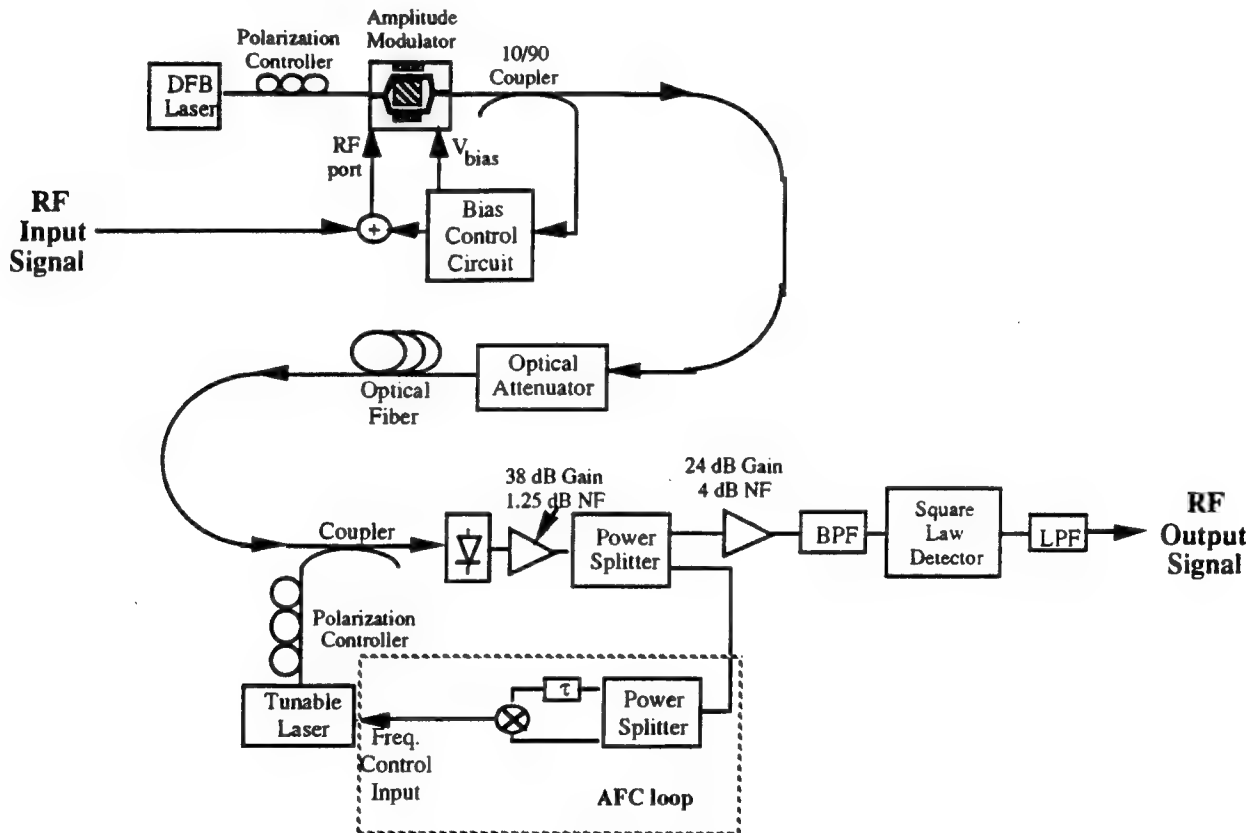 Amplitude
Modulator
Polarization
Controller
10/90
Coupler
DFB
Laser
RF
port
V bias
RF
Input
Signal
+
Bias
Control
Circuit
Optical
Fiber
Optical
Attenuator
38 dB Gain
1.25 dB NF
24 dB Gain
4 dB NF
Coupler
Power
Splitter
BPF
Square
Law
Detector
LPF
RF
Output
Signal
Polarization
Controller
Tunable
Laser
Freq.
Control
Input
τ
Power
Splitter
AFC loop